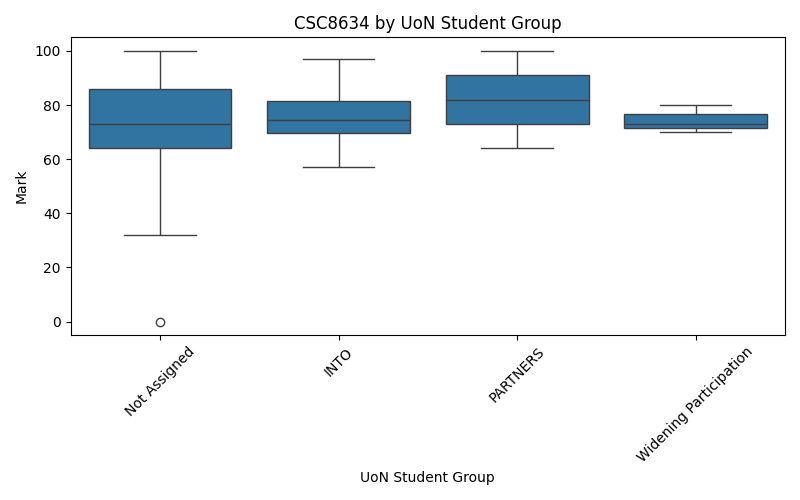 CSC8634 by UoN Student Group
Mark
100
80
60
40
20
0
Not Assigned
INTO
PARTNERS
Widening Participation
UoN Student Group